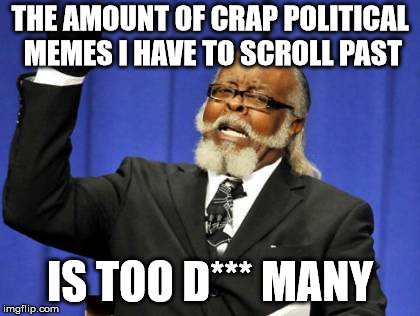 THE AMOUNT OF CRAP POLITICAL
MEMES I HAVE TO SCROLL PAST
IS TOO D*** MANY
imgflip.com